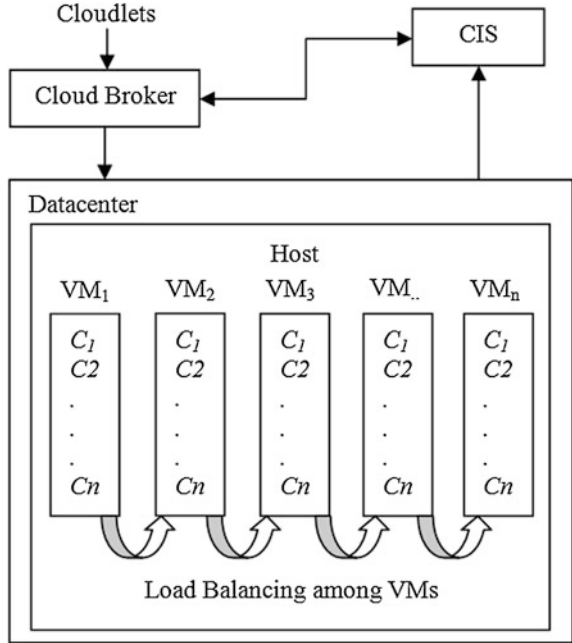 Cloudlets
CIS
Cloud Broker
Datacenter
Host
VM₁ VM₂ VM₃ VM.. VMₙ
C₁ C₁ C₁ C₁ C₁
C2 C2 C2 C2 C2
. . . . .
. . . . .
. . . . .
Cn Cn Cn Cn Cn
Load Balancing among VMs